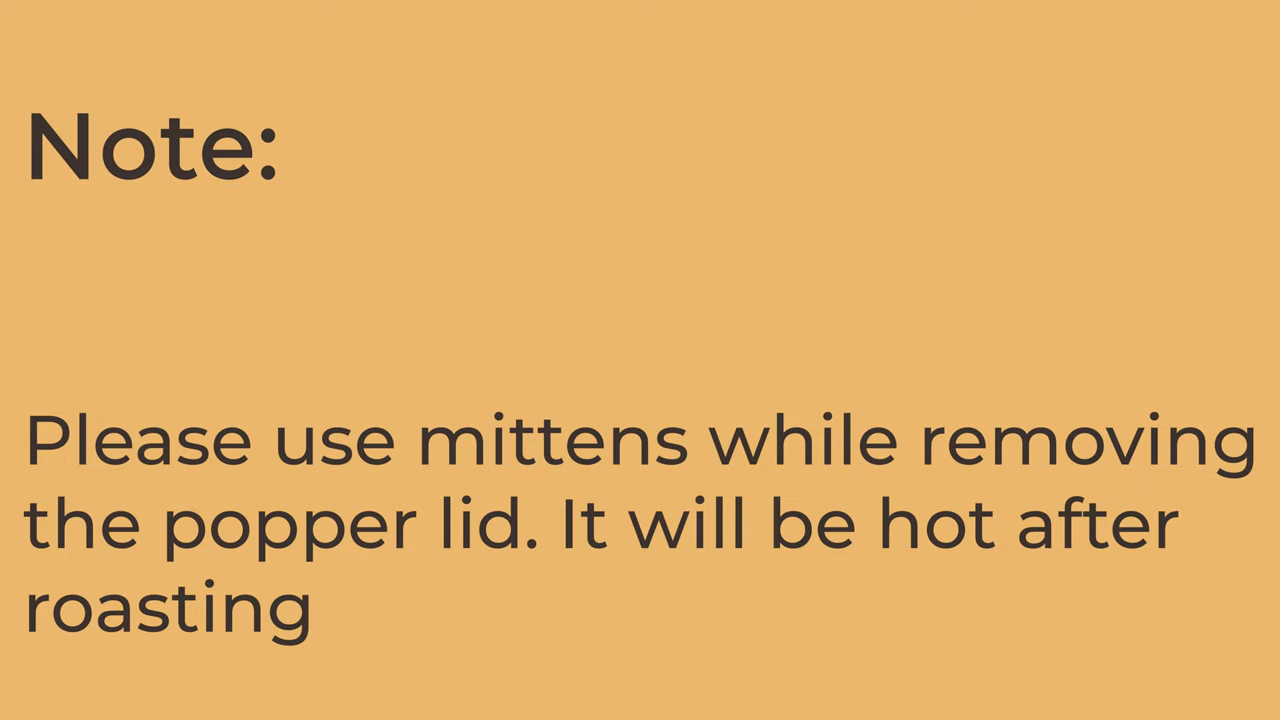 Note:
Please use mittens while removing
the popper lid. It will be hot after
roasting